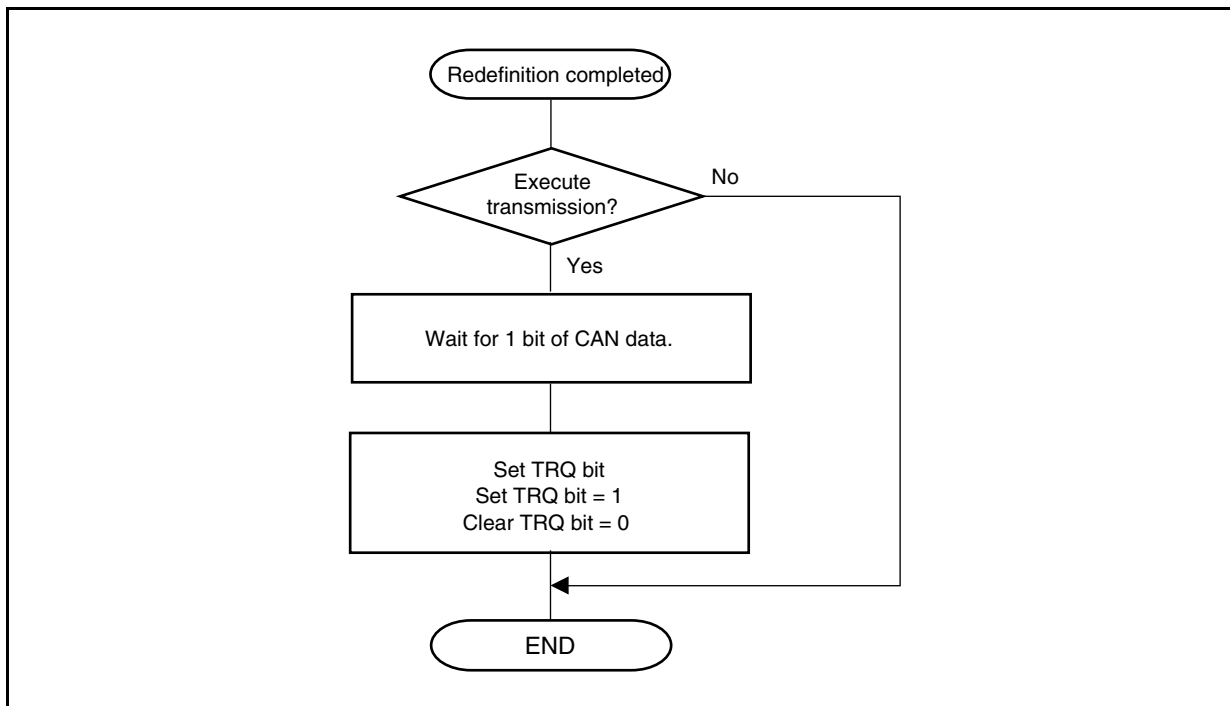 Redefinition completed
Execute
transmission?
No
Yes
Wait for 1 bit of CAN data.
Set TRQ bit
Set TRQ bit = 1
Clear TRQ bit = 0
END